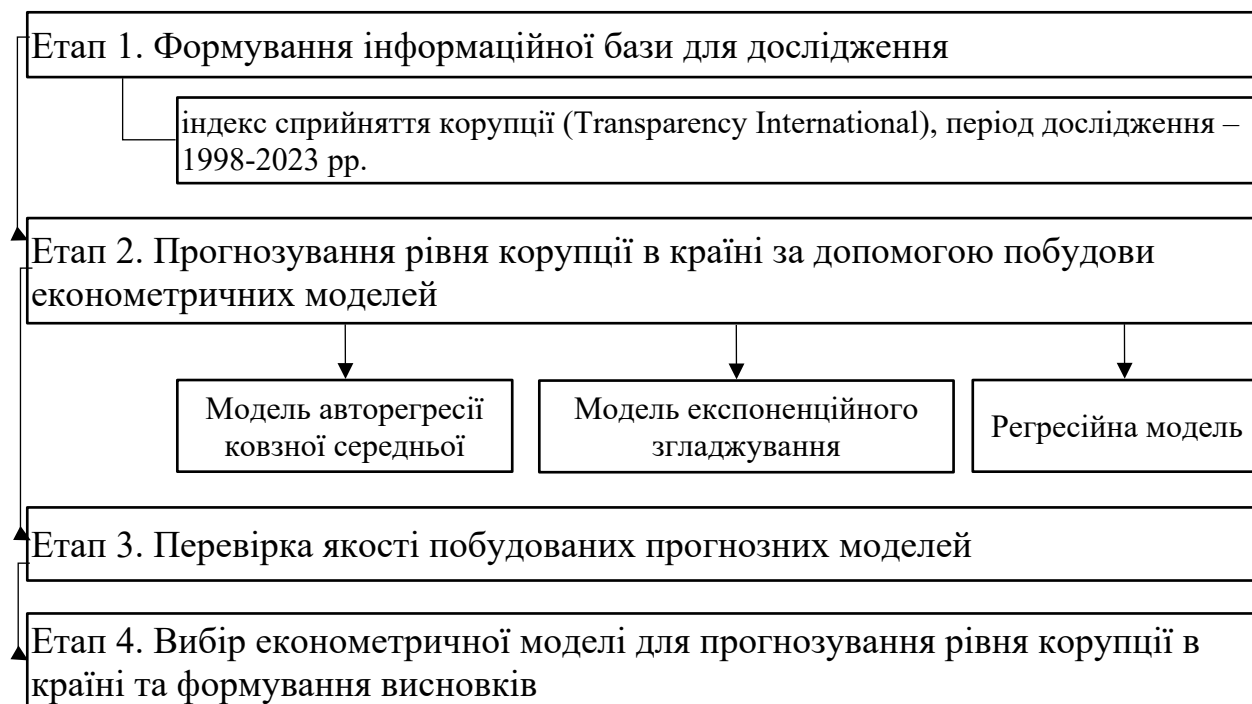 Етап 1. Формування інформаційної бази для дослідження
індекс сприйняття корупції (Transparency International), період дослідження –
1998-2023 рр.
Етап 2. Прогнозування рівня корупції в країні за допомогою побудови
економетричних моделей
Модель авторегресії
ковзної середньої
Модель експоненційного
згладжування
Регресійна модель
Етап 3. Перевірка якості побудованих прогнозних моделей
Етап 4. Вибір економетричної моделі для прогнозування рівня корупції в
країні та формування висновків